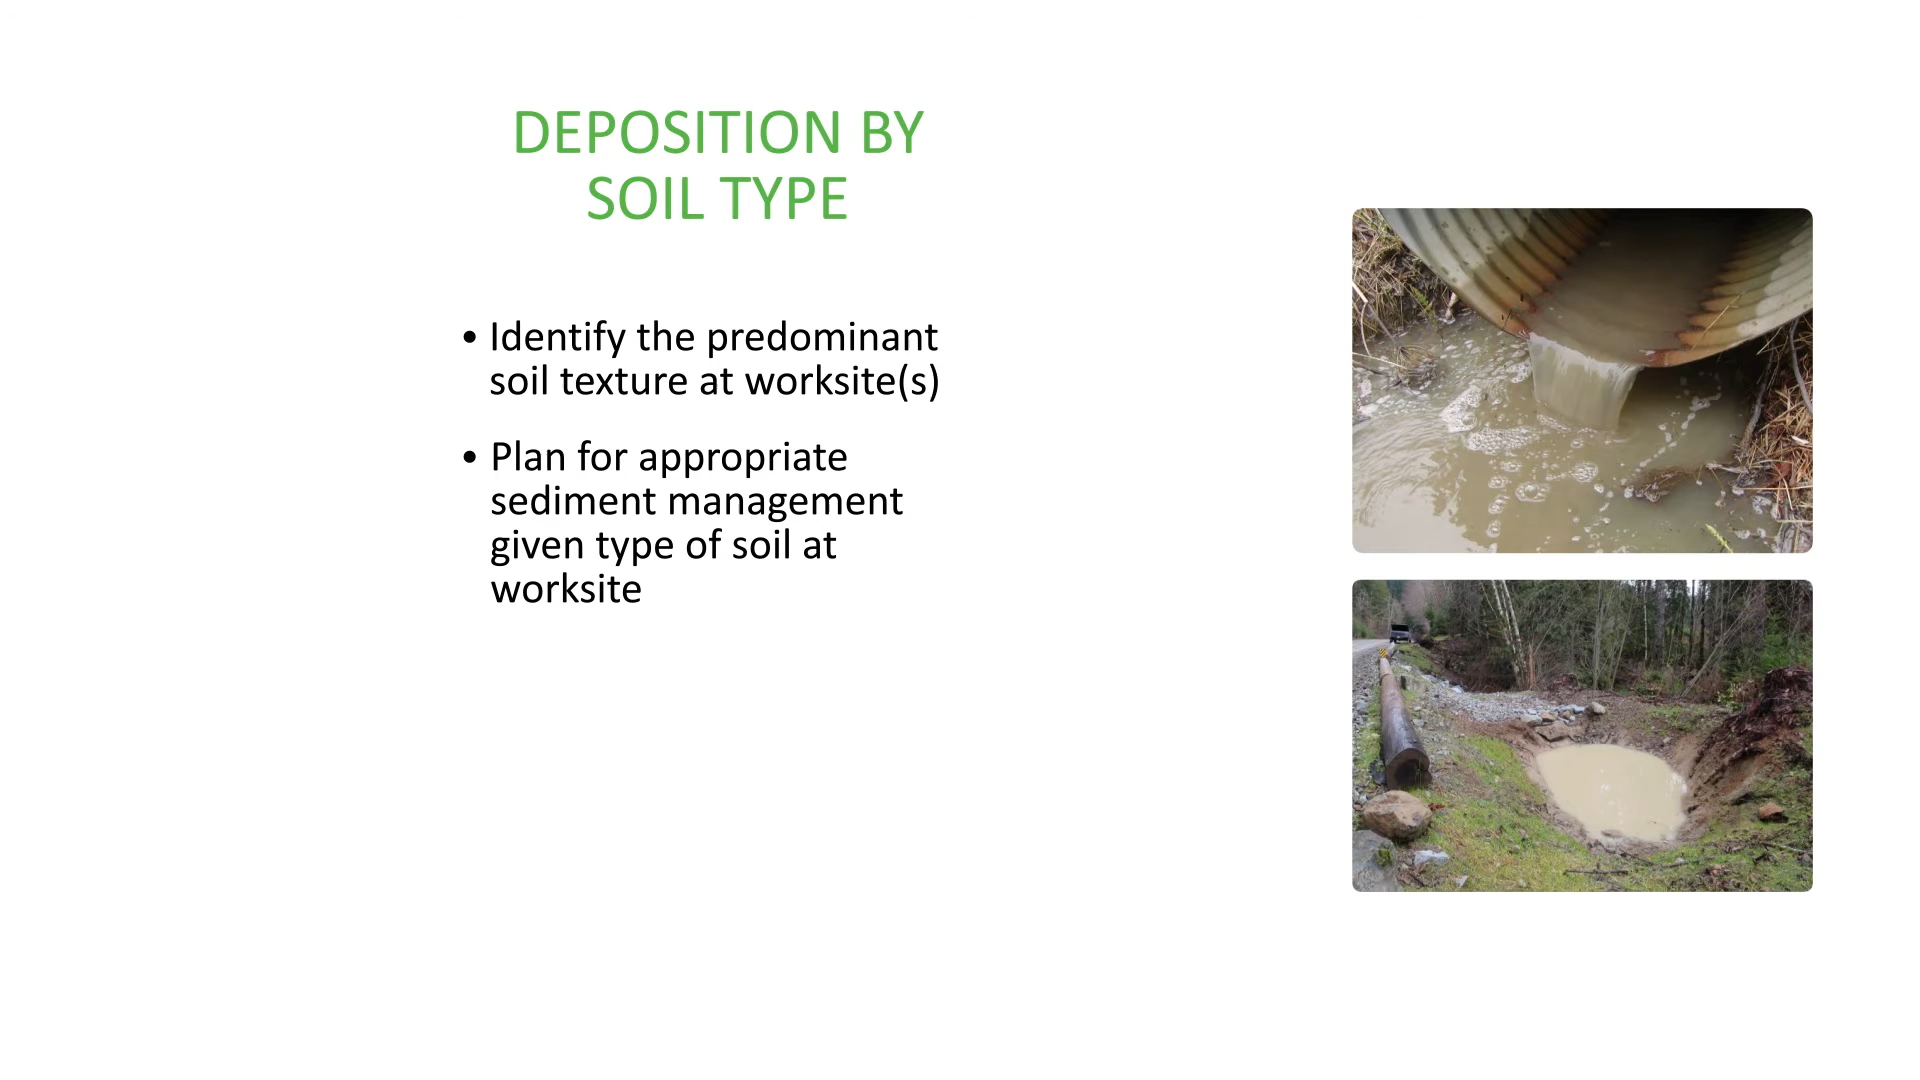 DEPOSITION BY
SOIL TYPE
• Identify the predominant
soil texture at worksite(s)
• Plan for appropriate
sediment management
given type of soil at
worksite